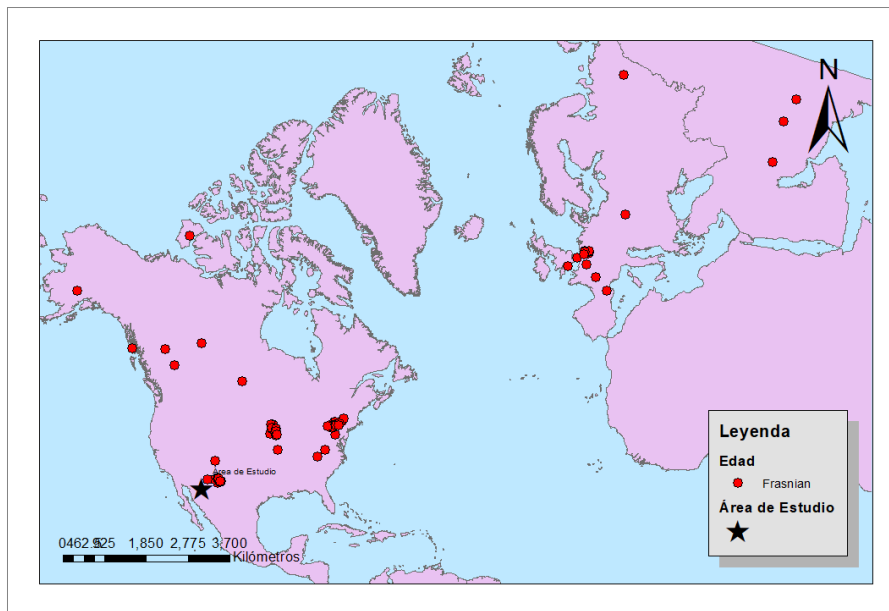 N
Área de Estudio
Leyenda
Edad
Frasnian
Área de Estudio
1,850 2,775 3,700
Kilómetros